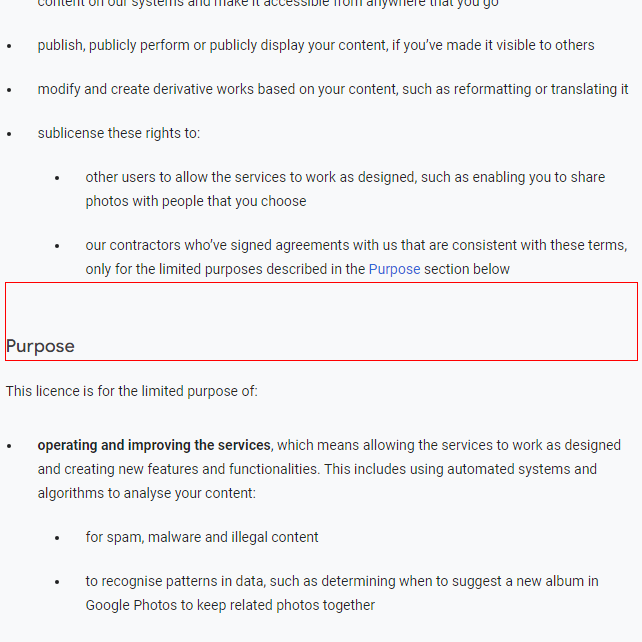 content on our systems and make it accessible from anywhere that you go
publish, publicly perform or publicly display your content, if you’ve made it visible to others
modify and create derivative works based on your content, such as reformatting or translating it
sublicense these rights to:
other users to allow the services to work as designed, such as enabling you to share
photos with people that you choose
our contractors who’ve signed agreements with us that are consistent with these terms,
only for the limited purposes described in the Purpose section below
Purpose
This licence is for the limited purpose of:
operating and improving the services, which means allowing the services to work as designed
and creating new features and functionalities. This includes using automated systems and
algorithms to analyse your content:
for spam, malware and illegal content
to recognise patterns in data, such as determining when to suggest a new album in
Google Photos to keep related photos together